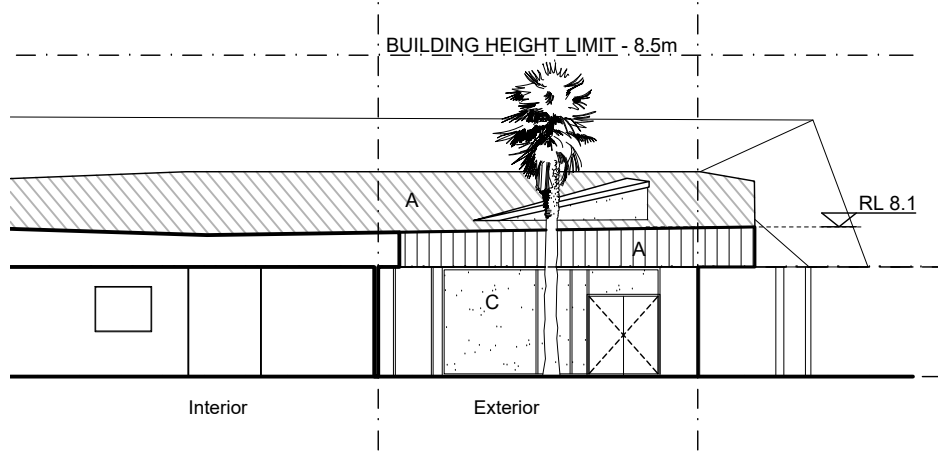 BUILDING HEIGHT LIMIT - 8.5m
A
RL 8.1
A
C
Interior
Exterior